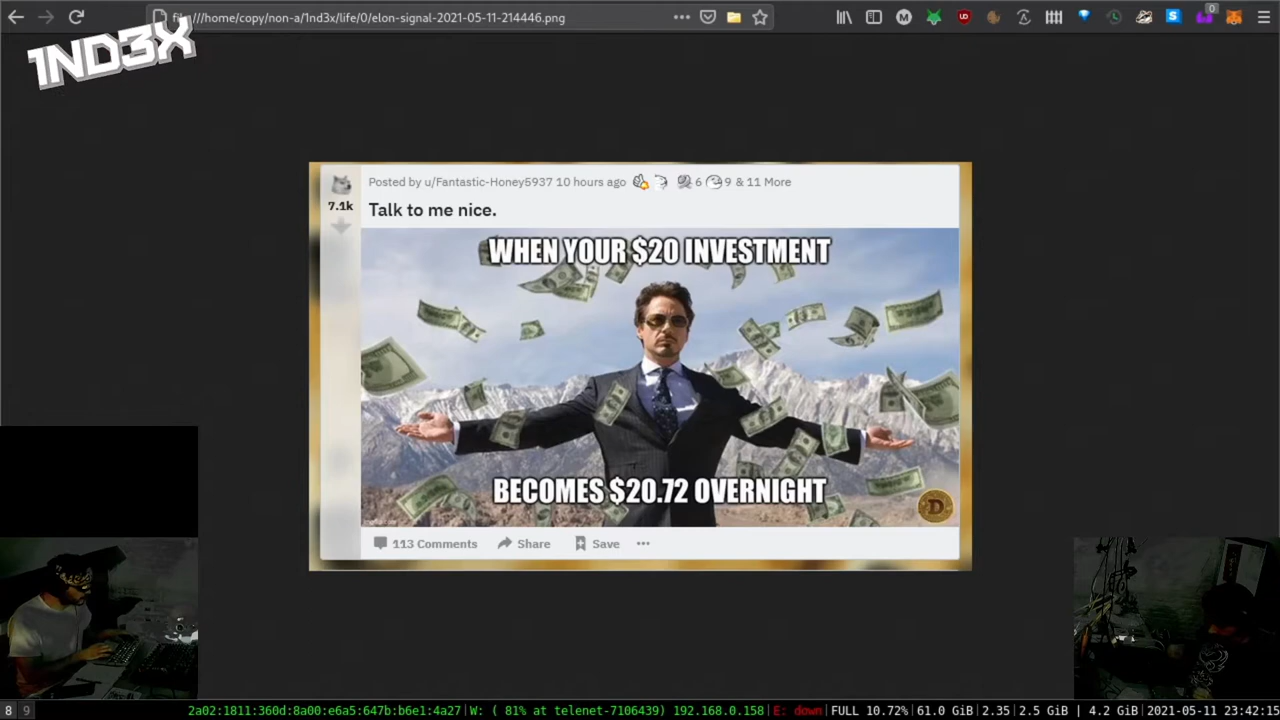 file:///home/copy/non-a/1nd3x/life/0/elon-signal-2021-05-11-214446.png
1ND3X
Posted by u/Fantastic-Honey5937 10 hours ago 6 9 & 11 More
7.1k
Talk to me nice.
WHEN YOUR $20 INVESTMENT
BECOMES $20.72 OVERNIGHT
D
113 Comments Share Save
8 9 2a02:1811:360d:8a00:e6a5:647b:b6e1:4a27|W: ( 81% at telenet-7106439) 192.168.0.158|E: down|FULL 10.72%|61.0 GiB|2.35|2.5 GiB | 4.2 GiB|2021-05-11 23:42:15